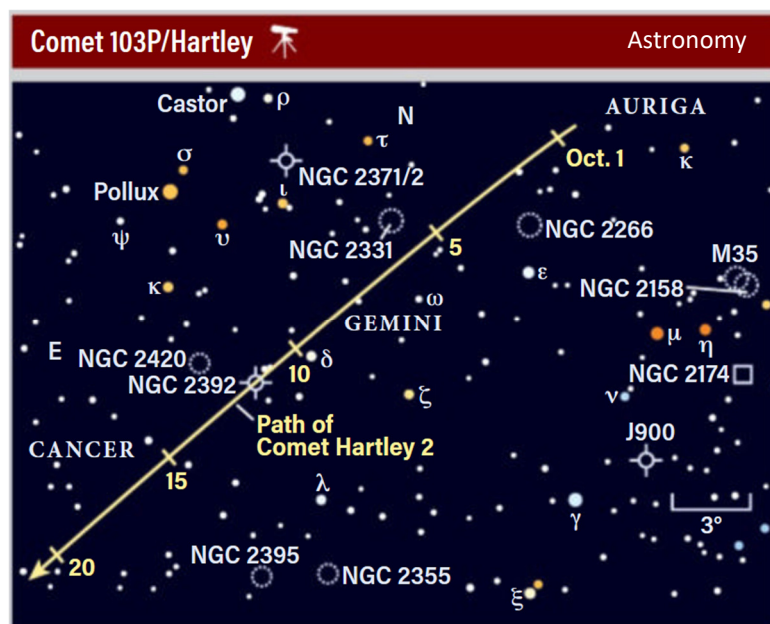 Comet 103P/Hartley
Astronomy
Castor
ρ
N
AURIGA
τ
Oct. 1
κ
σ
NGC 2371/2
Pollux
ι
ψ
υ
NGC 2331
5
NGC 2266
M35
κ
ε
NGC 2158
ω
GEMINI
μ
η
E
NGC 2420
10
δ
NGC 2392
NGC 2174
ζ
ν
Path of
Comet Hartley 2
CANCER
J900
15
λ
γ
3°
20
NGC 2395
NGC 2355
ξ